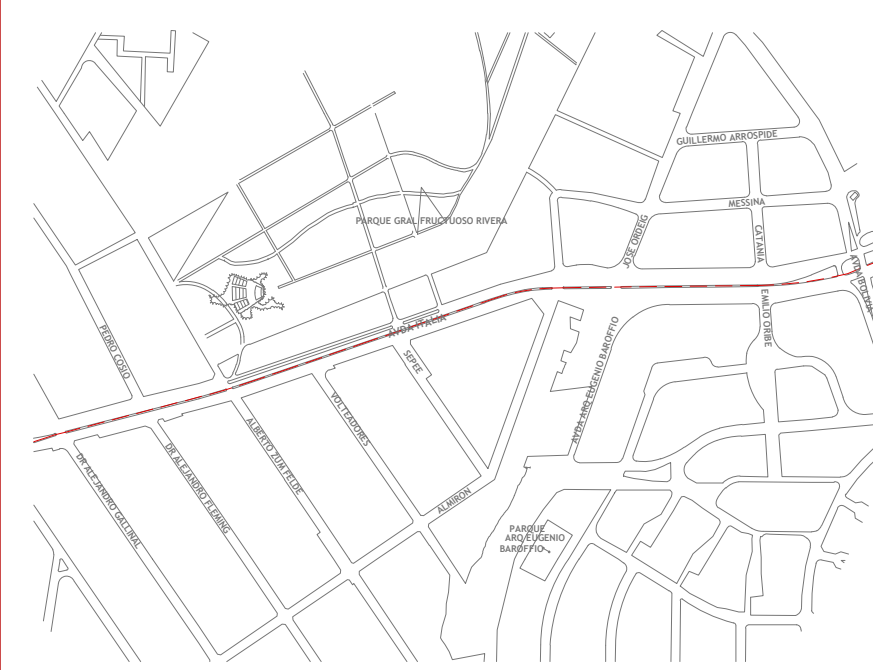 GUILLERMO ARROSPIDE
MESSINA
PARQUE GRAL FRUCTUOSO RIVERA
JOSE ORDEIG
CATANIA
AVDA BOLIVIA
EMILIO ORIBE
AVDA ITALIA
PEDRO COSIO
SEPEE
AVDA ARQ EUGENIO BAROFFIO
VOLTEADORES
ALBERTO ZUM FELDE
DR ALEJANDRO FLEMING
DR ALEJANDRO GALLINAL
ALMIRON
PARQUE
ARQ EUGENIO
BAROFFIO